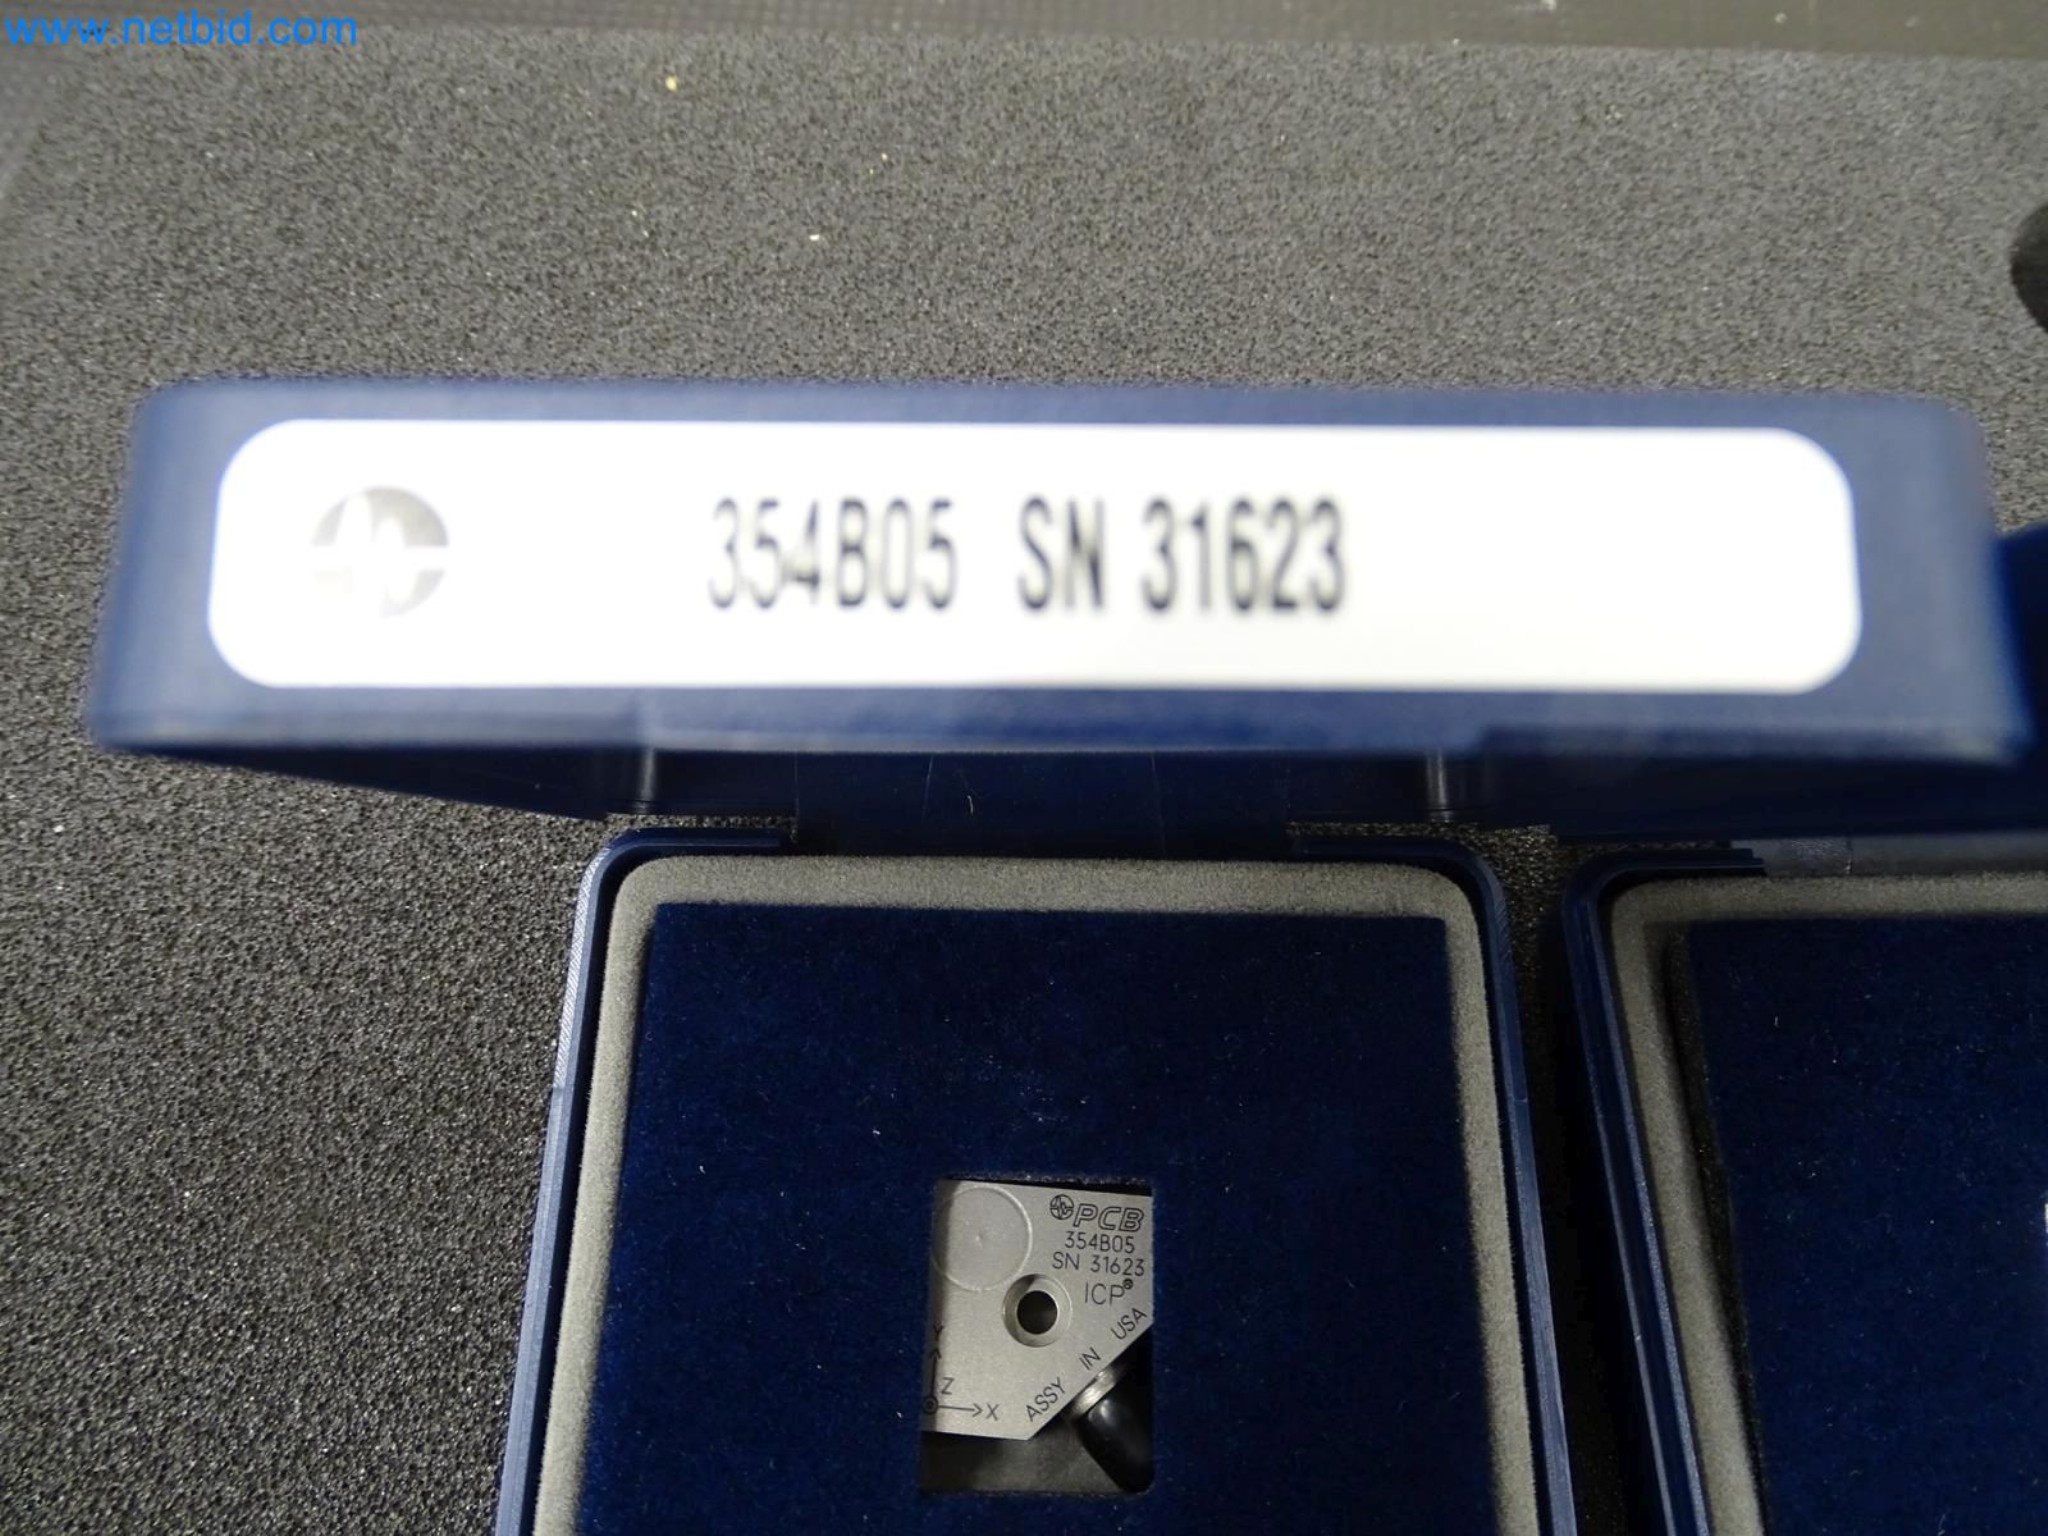 www.netbid.com
354B05 SN 31623
PCB
354B05
SN 31623
ICP®
ASSY IN USA
Y
Z
X